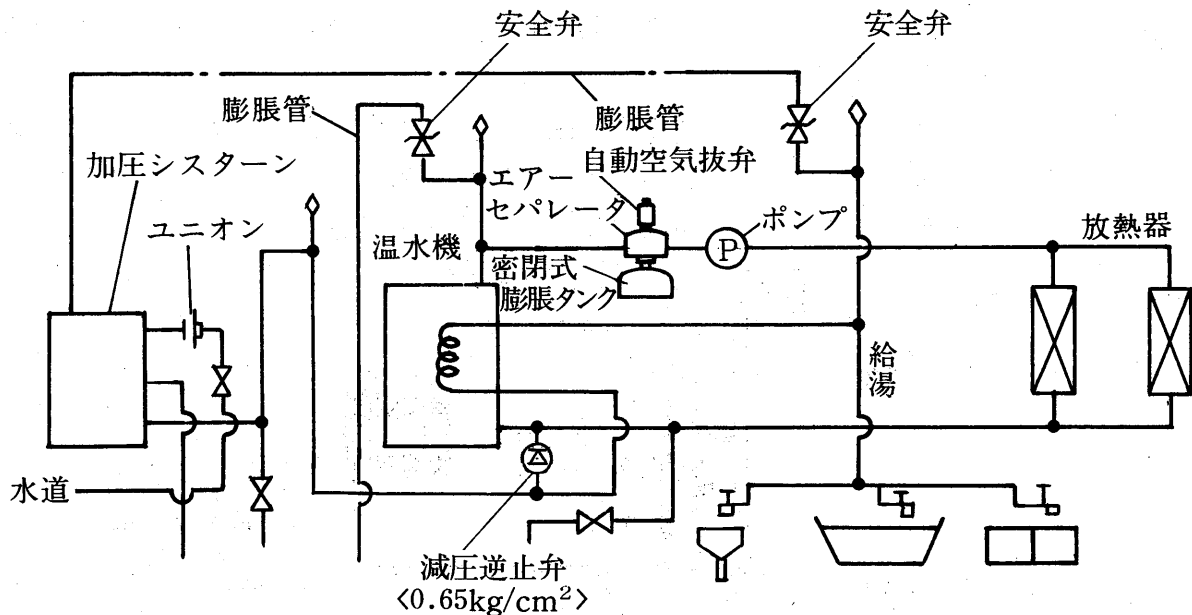 安全弁
安全弁
膨脹管
膨脹管
加圧シスターン
自動空気抜弁
エアー
セパレータ
ポンプ
ユニオン
温水機
放熱器
密閉式
膨脹タンク
P
給湯
水道
減圧逆止弁
〈0.65kg/cm²〉